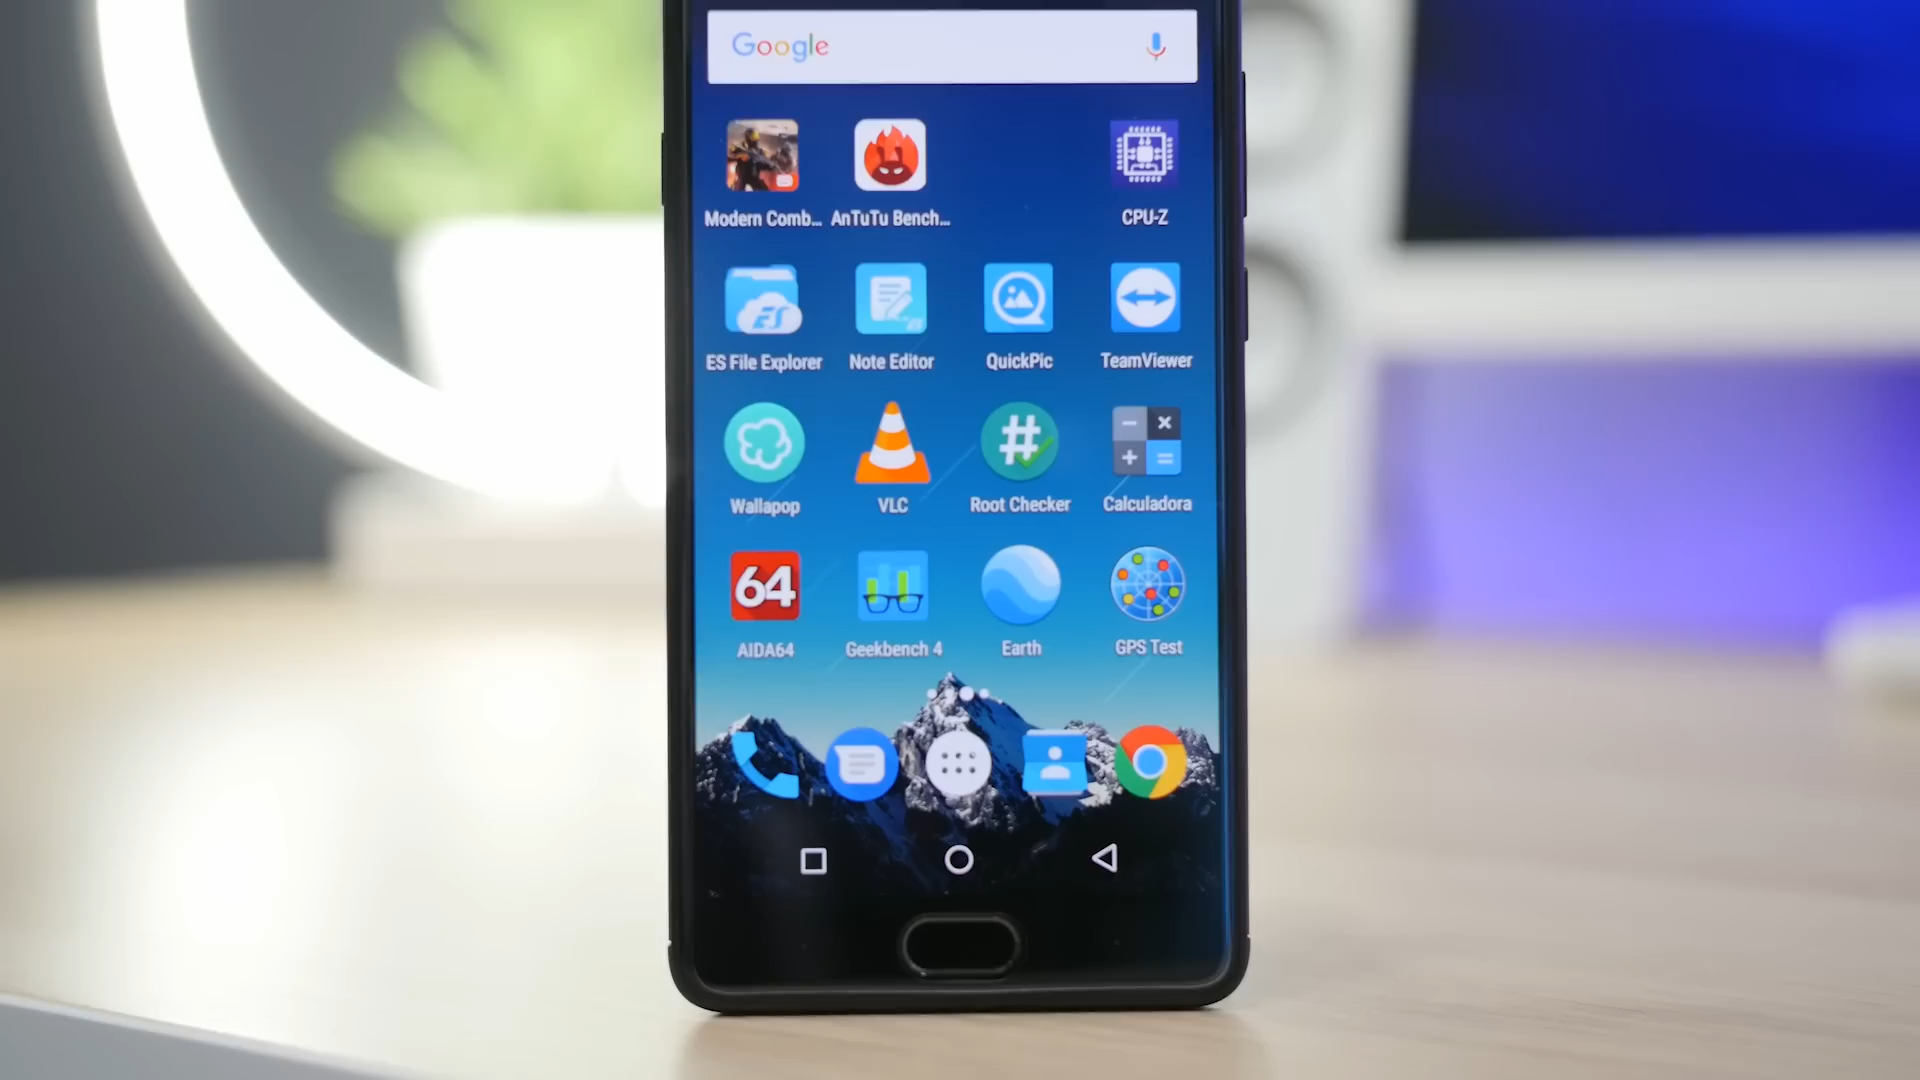 Google
Modern Comb... AnTuTu Bench... CPU-Z
ES
ES File Explorer Note Editor QuickPic TeamViewer
Wallapop VLC Root Checker Calculadora
64
AIDA64 Geekbench 4 Earth GPS Test